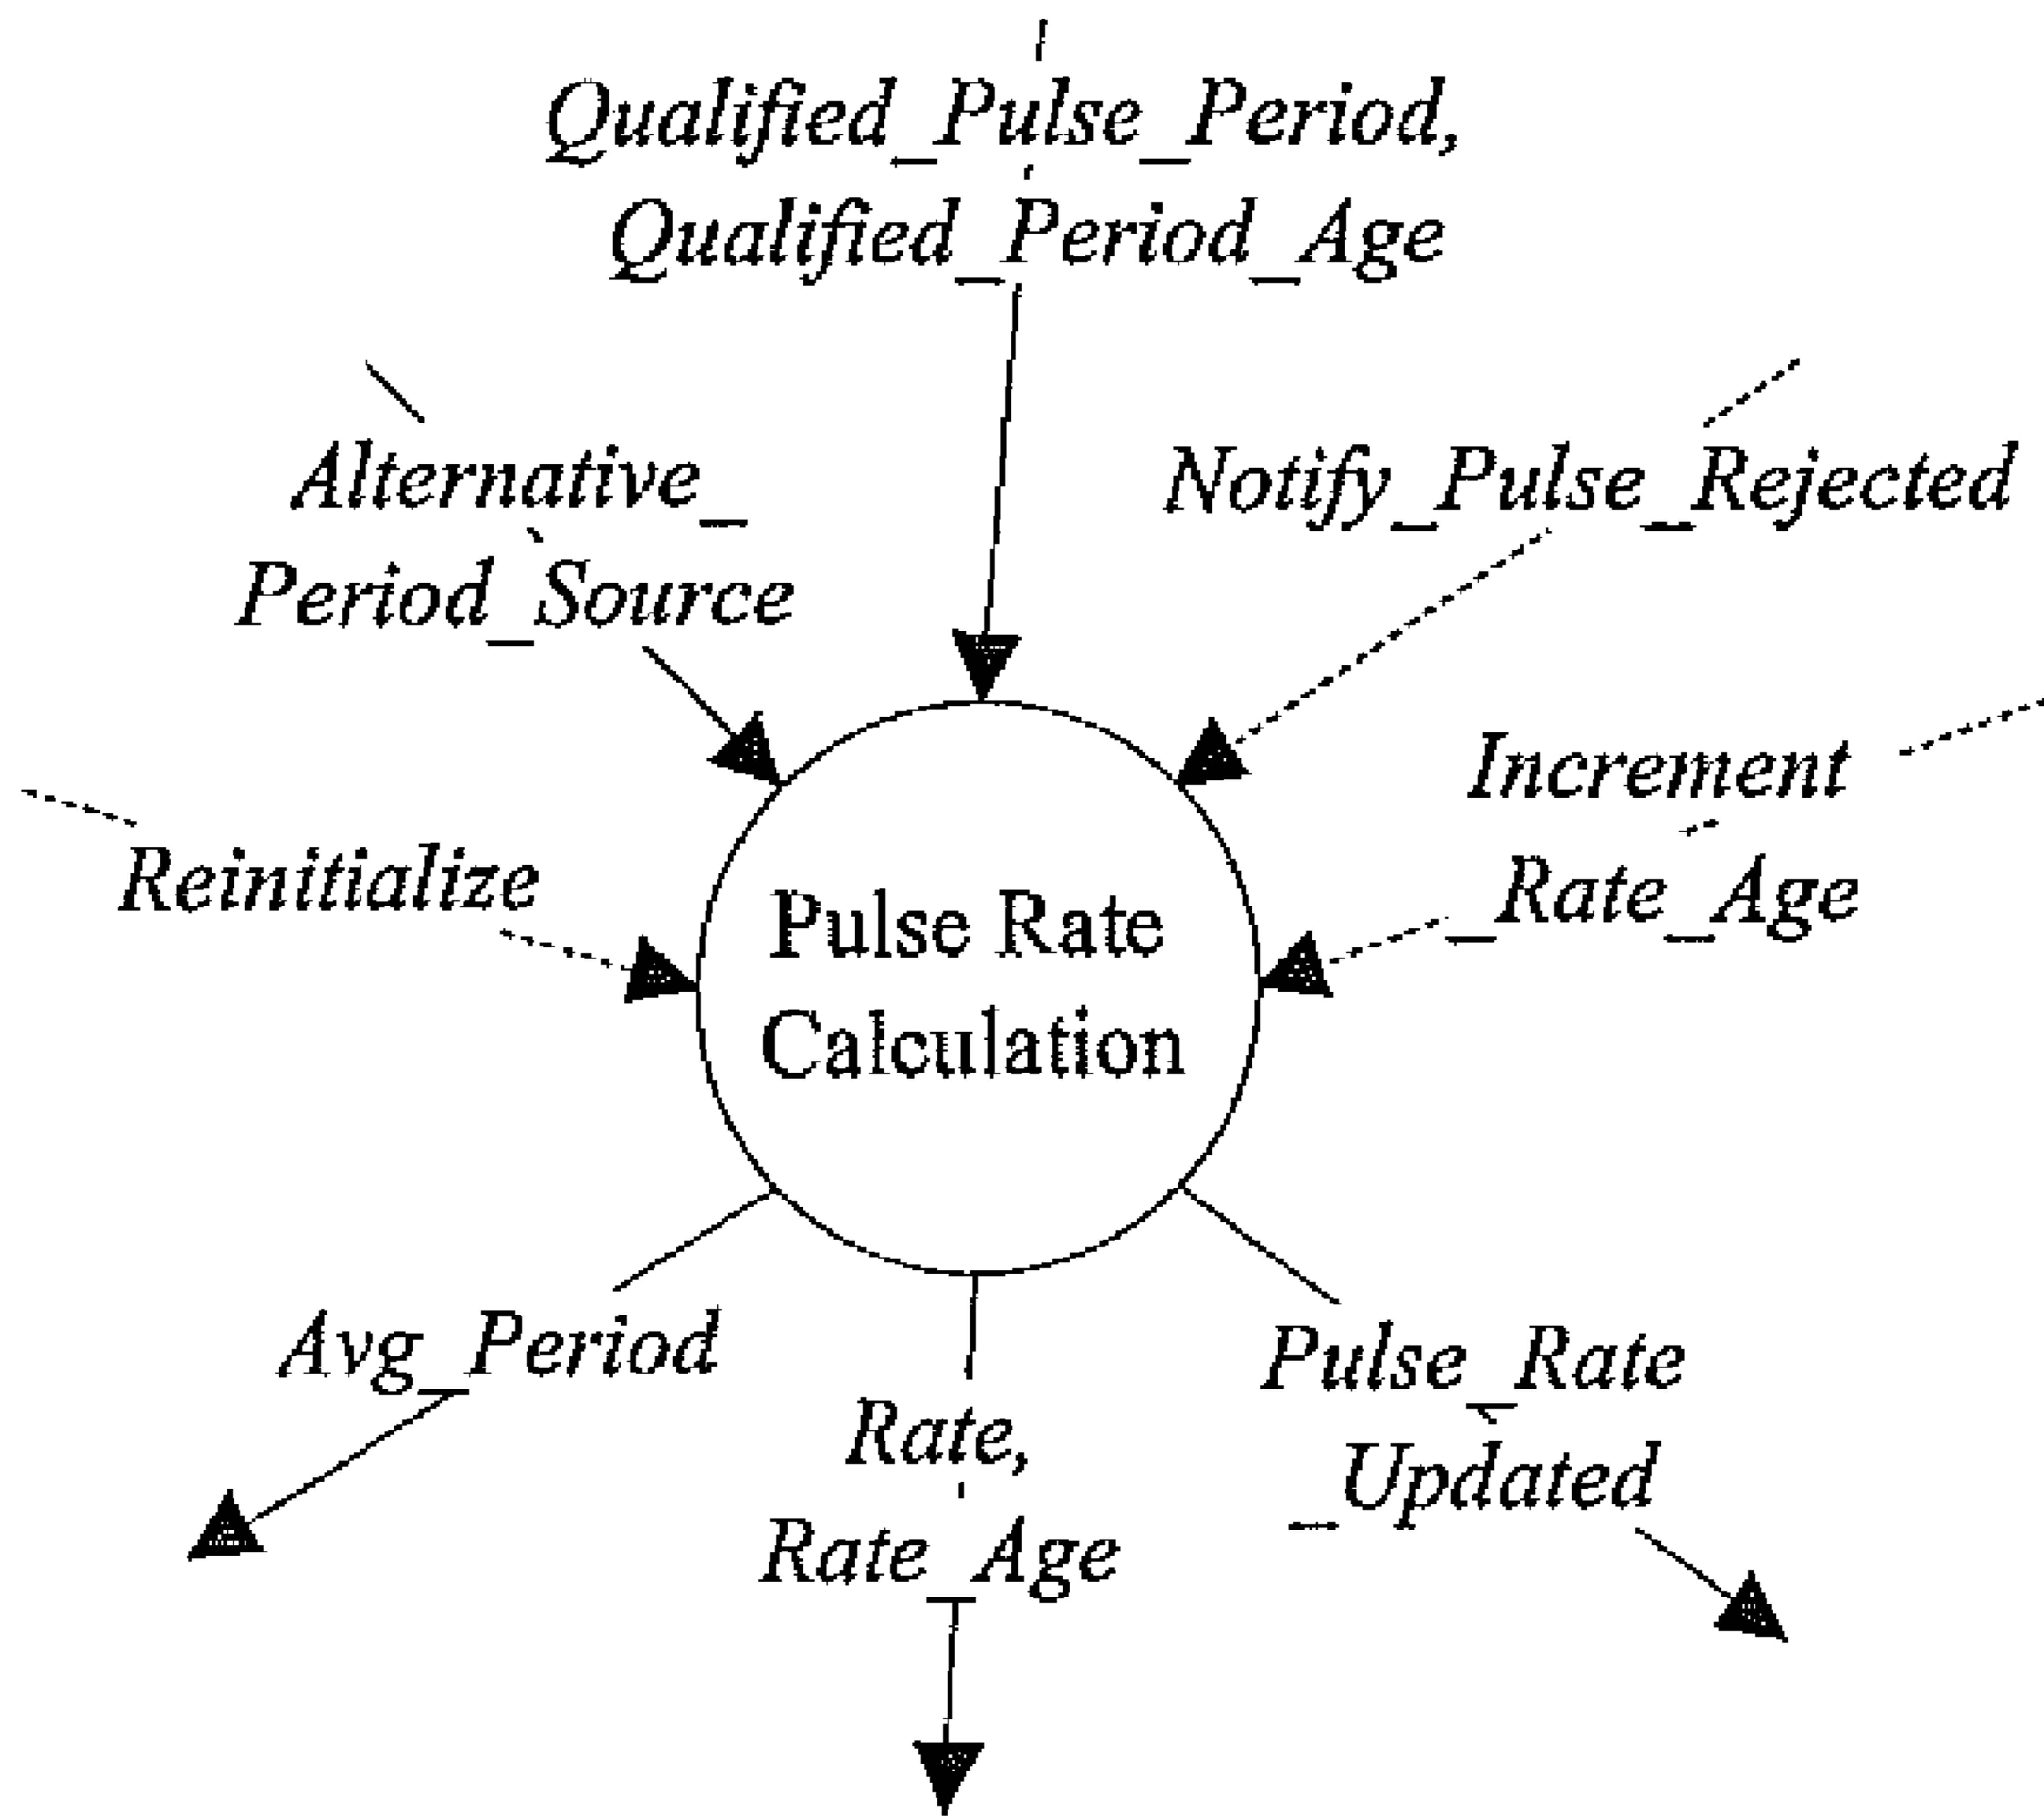 Qualified_Pulse_Period,
Qualified_Period_Age
Alternative_
Period_Source
Notify_Pulse_Rejected
Increment
_Rate_Age
Reinitialize
Pulse Rate
Calculation
Avg_Period
Rate,
Rate_Age
Pulse_Rate
_Updated